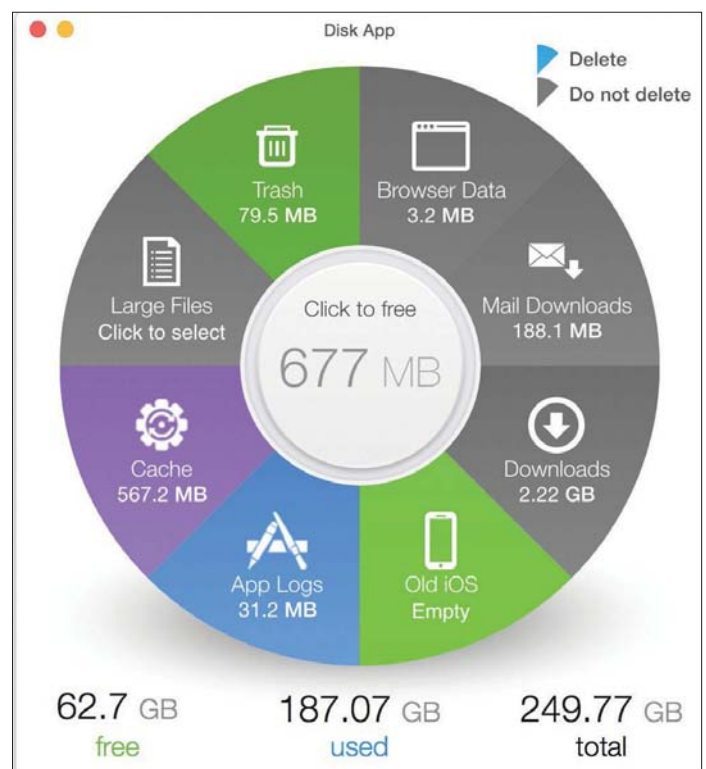 Disk App
Delete
Do not delete
Trash
79.5 MB
Browser Data
3.2 MB
Mail Downloads
188.1 MB
Large Files
Click to select
Click to free
677 MB
Downloads
2.22 GB
Cache
567.2 MB
App Logs
31.2 MB
Old iOS
Empty
62.7 GB
free
187.07 GB
used
249.77 GB
total